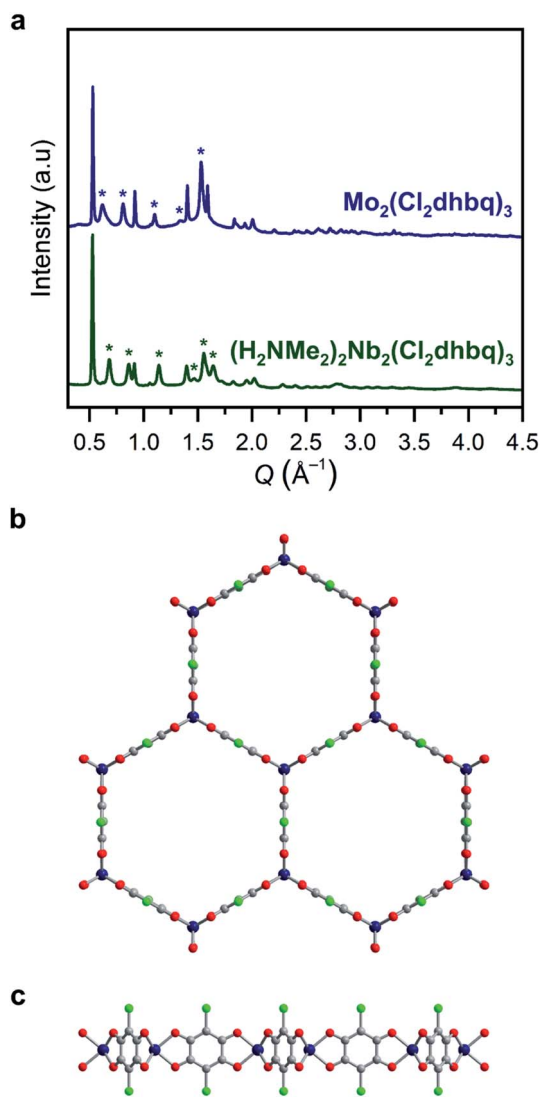 a
Intensity (a.u)
* * * * *
Mo₂(Cl₂dhbq)₃
* * * * * *
(H₂NMe₂)₂Nb₂(Cl₂dhbq)₃
0.5 1.0 1.5 2.0 2.5 3.0 3.5 4.0 4.5
Q (Å⁻¹)
b
c